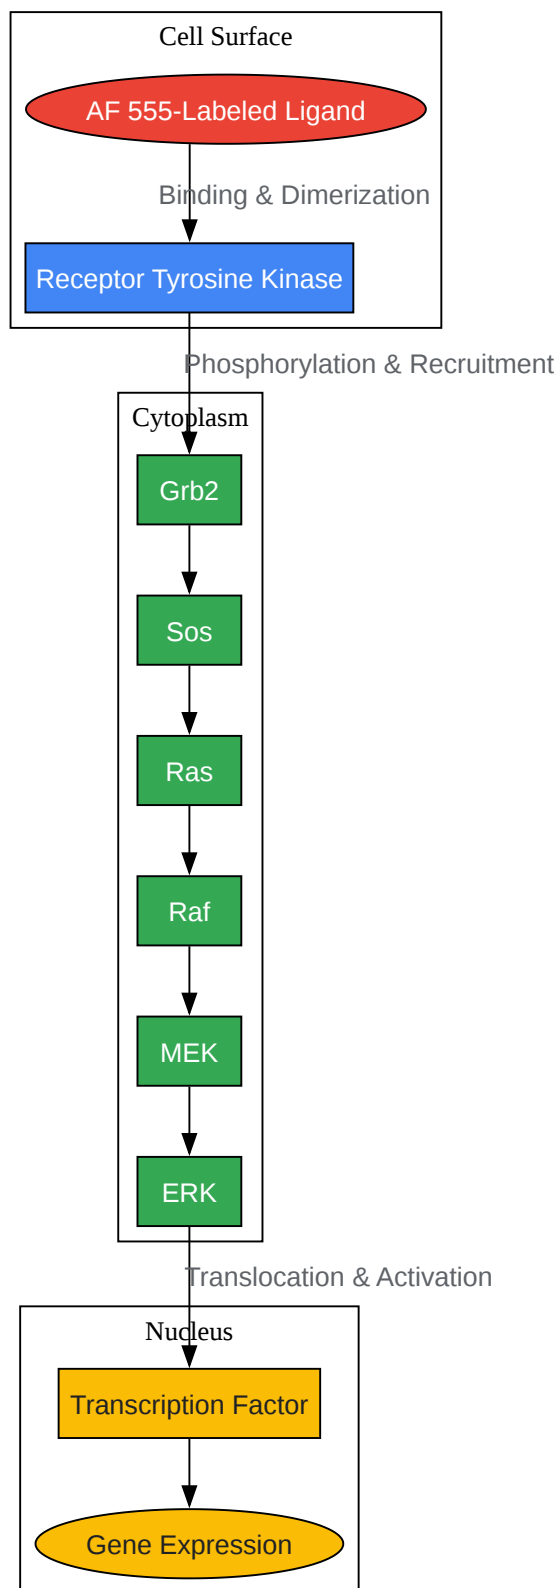 Cell Surface
AF 555-Labeled Ligand
Binding & Dimerization
Receptor Tyrosine Kinase
Phosphorylation & Recruitment
Cytoplasm
Grb2
Sos
Ras
Raf
MEK
ERK
Translocation & Activation
Nucleus
Transcription Factor
Gene Expression